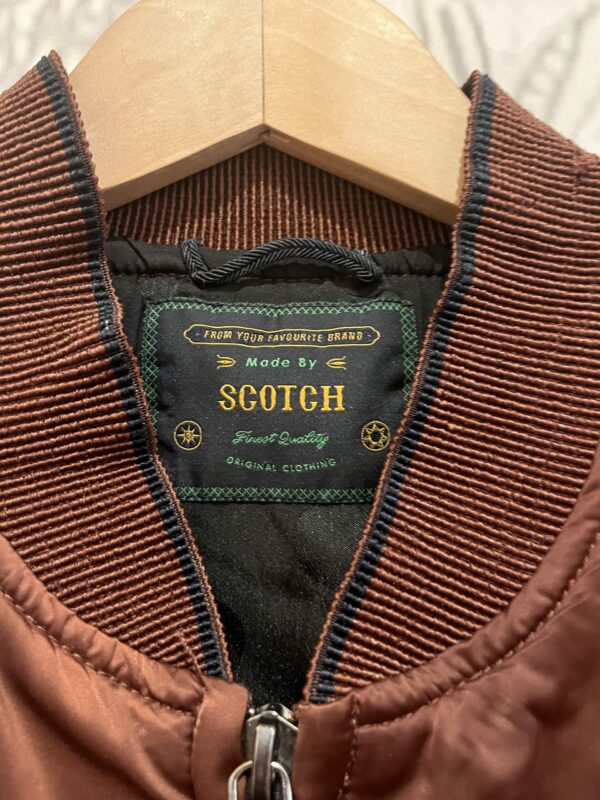 FROM YOUR FAVOURITE BRAND
Made By
SCOTCH
Finest Quality
ORIGINAL CLOTHING